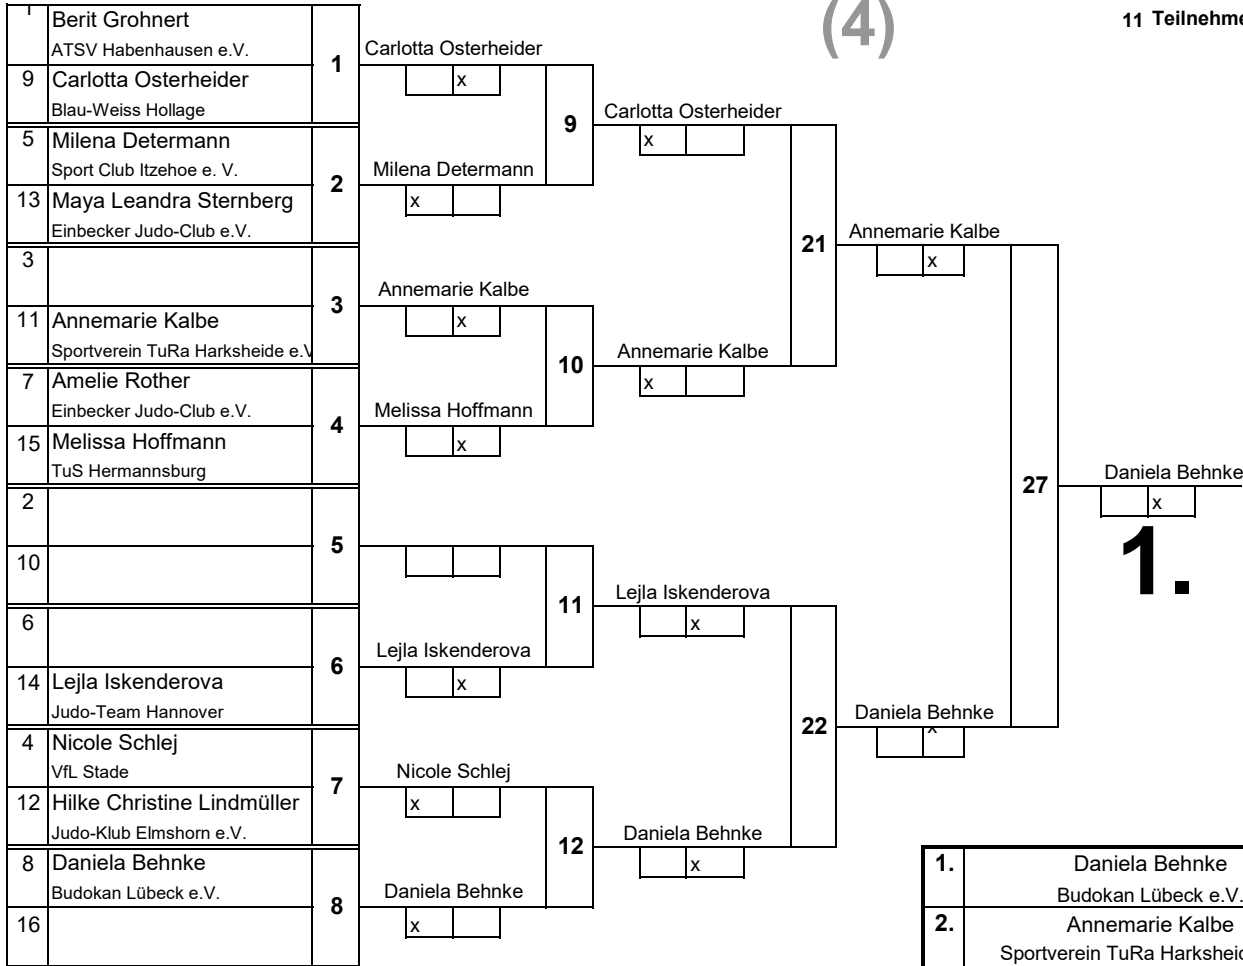 (4)
11 Teilnehme
1 Berit Grohnert
ATSV Habenhausen e.V.
1
9 Carlotta Osterheider
Blau-Weiss Hollage
5 Milena Determann
Sport Club Itzehoe e. V.
2
13 Maya Leandra Sternberg
Einbecker Judo-Club e.V.
3
3
11 Annemarie Kalbe
Sportverein TuRa Harksheide e.V
7 Amelie Rother
Einbecker Judo-Club e.V.
4
15 Melissa Hoffmann
TuS Hermannsburg
2
5
10
6
6
14 Lejla Iskenderova
Judo-Team Hannover
4 Nicole Schlej
VfL Stade
7
12 Hilke Christine Lindmüller
Judo-Klub Elmshorn e.V.
8 Daniela Behnke
Budokan Lübeck e.V.
8
16
Carlotta Osterheider
x
9
Milena Determann
x
Annemarie Kalbe
x
10
Melissa Hoffmann
x
11
Lejla Iskenderova
x
Nicole Schlej
x
12
Daniela Behnke
x
Carlotta Osterheider
x
21
Annemarie Kalbe
x
Lejla Iskenderova
x
22
Daniela Behnke
x
Annemarie Kalbe
x
27
Daniela Behnke
x
Daniela Behnke
x
1.
1. Daniela Behnke
Budokan Lübeck e.V.
2. Annemarie Kalbe
Sportverein TuRa Harksheid